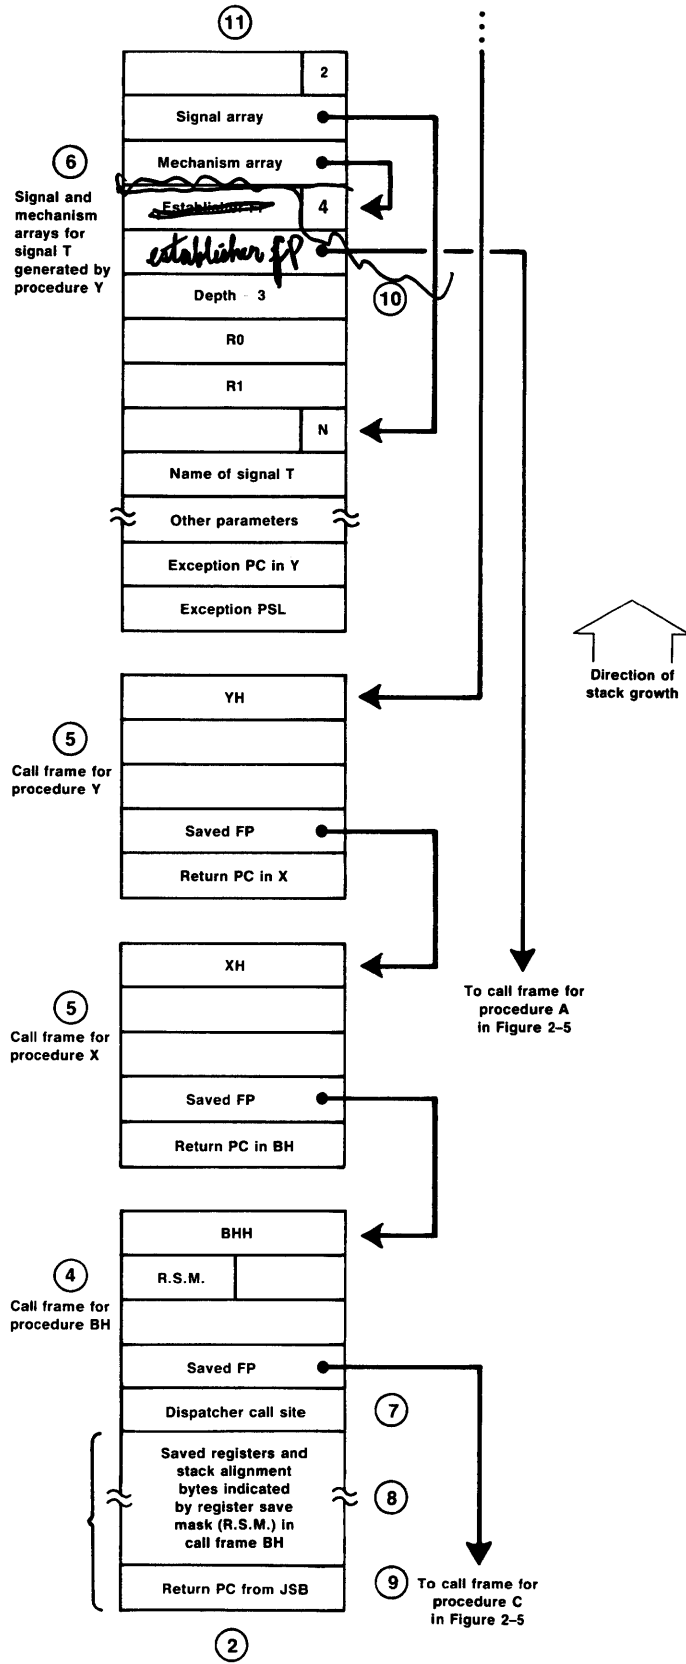 11
2
Signal array
Mechanism array
6
Signal and
mechanism
arrays for
signal T
generated by
procedure Y
Establisher FP
4
establisher fp
10
Depth 3
R0
R1
N
Name of signal T
Other parameters
Exception PC in Y
Exception PSL
Direction of
stack growth
YH
5
Call frame for
procedure Y
Saved FP
Return PC in X
XH
5
Call frame for
procedure X
To call frame for
procedure A
in Figure 2–5
Saved FP
Return PC in BH
BHH
4
Call frame for
procedure BH
R.S.M.
Saved FP
Dispatcher call site
7
Saved registers and
stack alignment
bytes indicated
by register save
mask (R.S.M.) in
call frame BH
8
Return PC from JSB
9
To call frame for
procedure C
in Figure 2–5
2